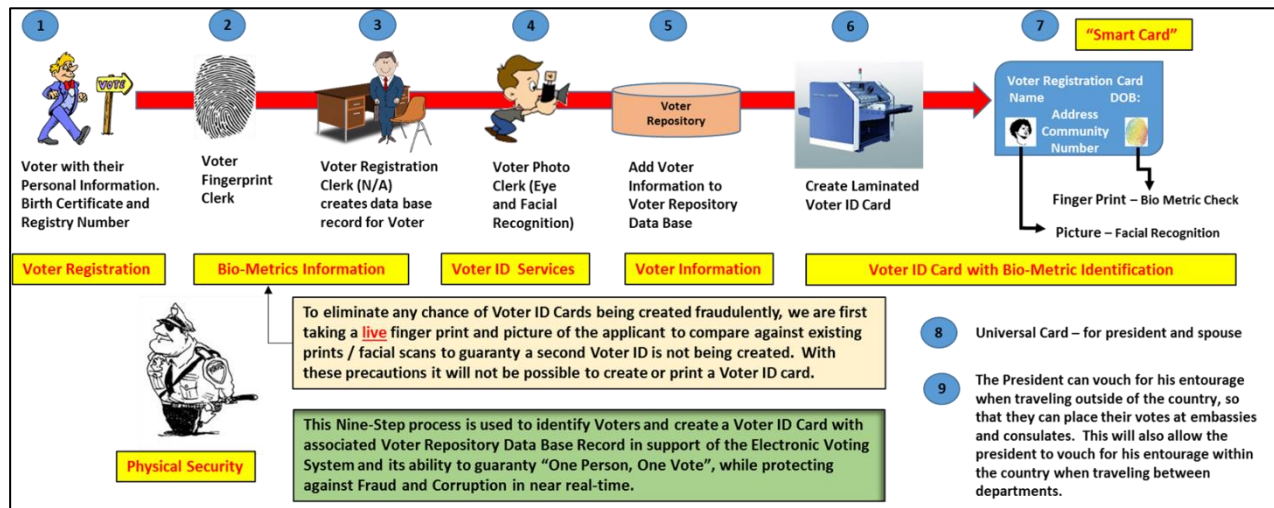 1
2
3
4
5
6
7
"Smart Card"
VOTE
Voter
Repository
Voter Registration Card
Name DOB:
Address
Community
Number
Voter with their
Personal Information.
Birth Certificate and
Registry Number
Voter
Fingerprint
Clerk
Voter Registration
Clerk (N/A)
creates data base
record for Voter
Voter Photo
Clerk (Eye
and Facial
Recognition)
Add Voter
Information to
Voter Repository
Data Base
Create Laminated
Voter ID Card
Finger Print – Bio Metric Check
Picture – Facial Recognition
Voter Registration
Bio-Metrics Information
Voter ID Services
Voter Information
Voter ID Card with Bio-Metric Identification
To eliminate any chance of Voter ID Cards being created fraudulently, we are first
taking a live finger print and picture of the applicant to compare against existing
prints / facial scans to guaranty a second Voter ID is not being created. With
these precautions it will not be possible to create or print a Voter ID card.
Physical Security
This Nine-Step process is used to identify Voters and create a Voter ID Card with
associated Voter Repository Data Base Record in support of the Electronic Voting
System and its ability to guaranty "One Person, One Vote", while protecting
against Fraud and Corruption in near real-time.
8
Universal Card – for president and spouse
9
The President can vouch for his entourage
when traveling outside of the country, so
that they can place their votes at embassies
and consulates. This will also allow the
president to vouch for his entourage within
the country when traveling between
departments.